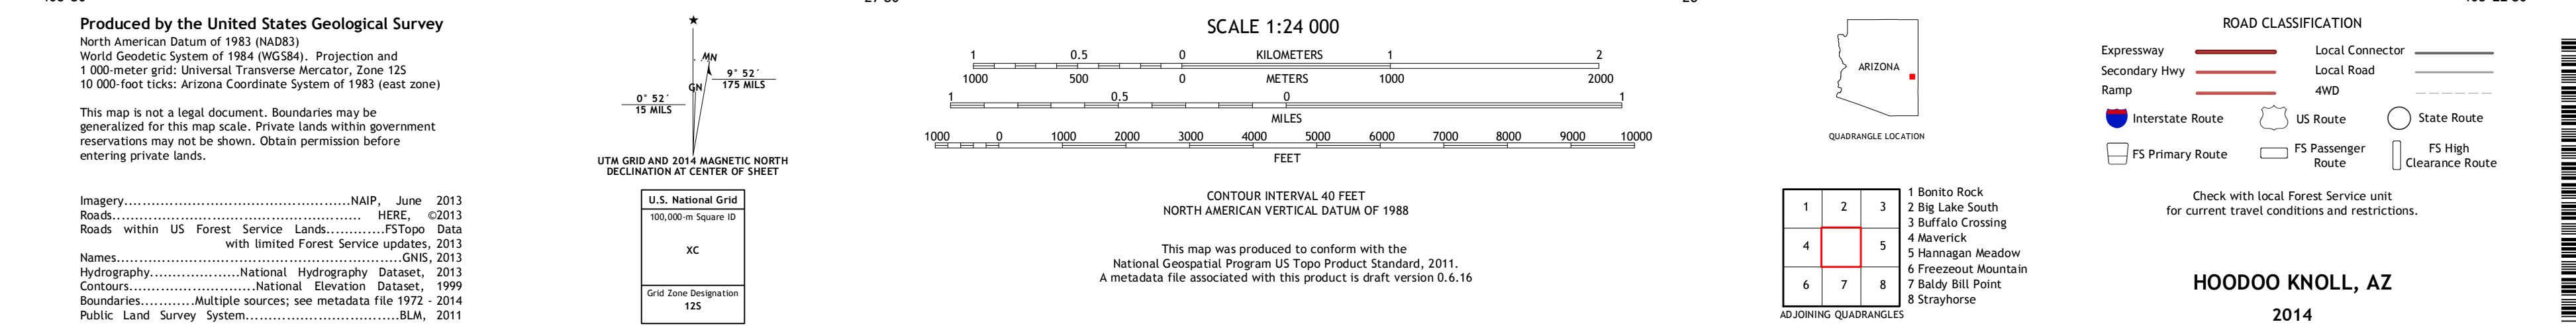 Produced by the United States Geological Survey
North American Datum of 1983 (NAD83)
World Geodetic System of 1984 (WGS84). Projection and
1 000-meter grid: Universal Transverse Mercator, Zone 12S
10 000-foot ticks: Arizona Coordinate System of 1983 (east zone)
This map is not a legal document. Boundaries may be
generalized for this map scale. Private lands within government
reservations may not be shown. Obtain permission before
entering private lands.
Imagery..................................................NAIP, June 2013
Roads....................................................... HERE, ©2013
Roads within US Forest Service Lands............FSTopo Data
with limited Forest Service updates, 2013
Names...............................................................GNIS, 2013
Hydrography....................National Hydrography Dataset, 2013
Contours............................National Elevation Dataset, 1999
Boundaries...........Multiple sources; see metadata file 1972 - 2014
Public Land Survey System..................................BLM, 2011
MN
GN
9° 52´
175 MILS
0° 52´
15 MILS
UTM GRID AND 2014 MAGNETIC NORTH
DECLINATION AT CENTER OF SHEET
U.S. National Grid
100,000-m Square ID
XC
Grid Zone Designation
12S
SCALE 1:24 000
1 0.5 0 KILOMETERS 1 2
1000 500 0 METERS 1000 2000
1 0.5 0 1
MILES
1000 0 1000 2000 3000 4000 5000 6000 7000 8000 9000 10000
FEET
CONTOUR INTERVAL 40 FEET
NORTH AMERICAN VERTICAL DATUM OF 1988
This map was produced to conform with the
National Geospatial Program US Topo Product Standard, 2011.
A metadata file associated with this product is draft version 0.6.16
ARIZONA
QUADRANGLE LOCATION
1 2 3
4 5
6 7 8
1 Bonito Rock
2 Big Lake South
3 Buffalo Crossing
4 Maverick
5 Hannagan Meadow
6 Freezeout Mountain
7 Baldy Bill Point
8 Strayhorse
ADJOINING QUADRANGLES
ROAD CLASSIFICATION
Expressway Local Connector
Secondary Hwy Local Road
Ramp 4WD
Interstate Route US Route State Route
FS Primary Route FS Passenger Route FS High Clearance Route
Check with local Forest Service unit
for current travel conditions and restrictions.
HOODOO KNOLL, AZ
2014